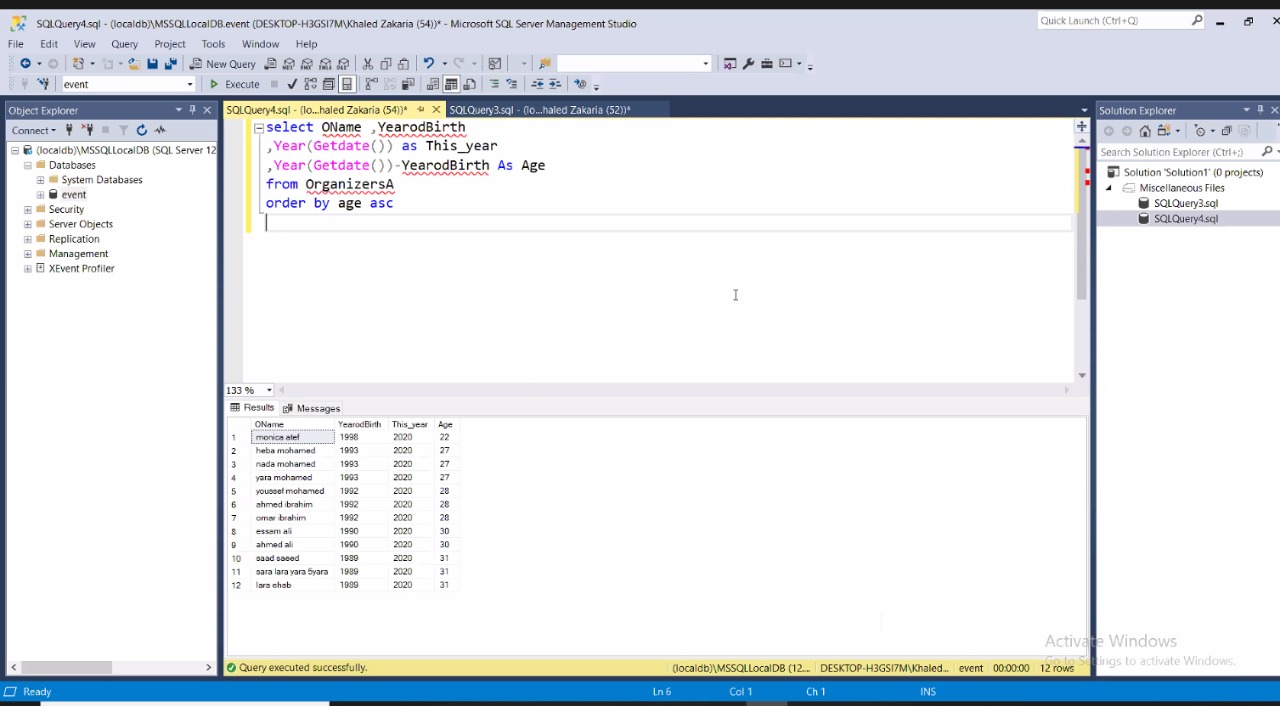 SQLQuery4.sql - (localdb)\MSSQLLocalDB.event (DESKTOP-H3GSI7M\Khaled Zakaria (54))* - Microsoft SQL Server Management Studio
Quick Launch (Ctrl+Q)
File Edit View Query Project Tools Window Help
New Query
event
Execute
Object Explorer
Connect
(localdb)\MSSQLLocalDB (SQL Server 12
Databases
System Databases
event
Security
Server Objects
Replication
Management
XEvent Profiler
SQLQuery4.sql - (lo...haled Zakaria (54))* SQLQuery3.sql - (lo...haled Zakaria (52))*
select OName ,YearodBirth
,Year(Getdate()) as This_year
,Year(Getdate())-YearodBirth As Age
from OrganizersA
order by age asc
133 %
Results Messages
OName YearodBirth This_year Age
1 monica atef 1998 2020 22
2 heba mohamed 1993 2020 27
3 nada mohamed 1993 2020 27
4 yara mohamed 1993 2020 27
5 youssef mohamed 1992 2020 28
6 ahmed ibrahim 1992 2020 28
7 omar ibrahim 1992 2020 28
8 essam ali 1990 2020 30
9 ahmed ali 1990 2020 30
10 saad saeed 1989 2020 31
11 sara lara yara 5yara 1989 2020 31
12 lara ehab 1989 2020 31
Query executed successfully.
(localdb)\MSSQLLocalDB (12.... DESKTOP-H3GSI7M\Khaled... event 00:00:00 12 rows
Solution Explorer
Search Solution Explorer (Ctrl+;)
Solution 'Solution1' (0 projects)
Miscellaneous Files
SQLQuery3.sql
SQLQuery4.sql
Activate Windows
Go to Settings to activate Windows.
Ready Ln 6 Col 1 Ch 1 INS